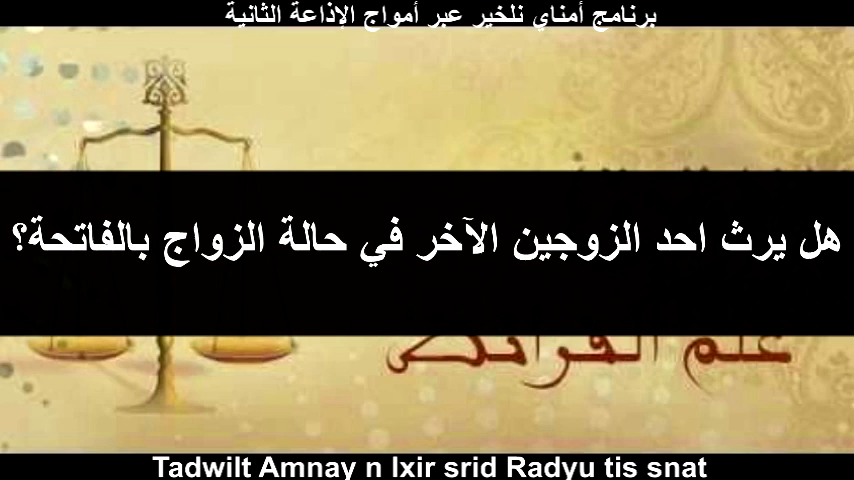 برنامج أمناي نلخير عبر أمواج الإذاعة الثانية
هل يرث احد الزوجين الآخر في حالة الزواج بالفاتحة؟
علم الفرائض
Tadwilt Amnay n Ixir srid Radyu tis snat